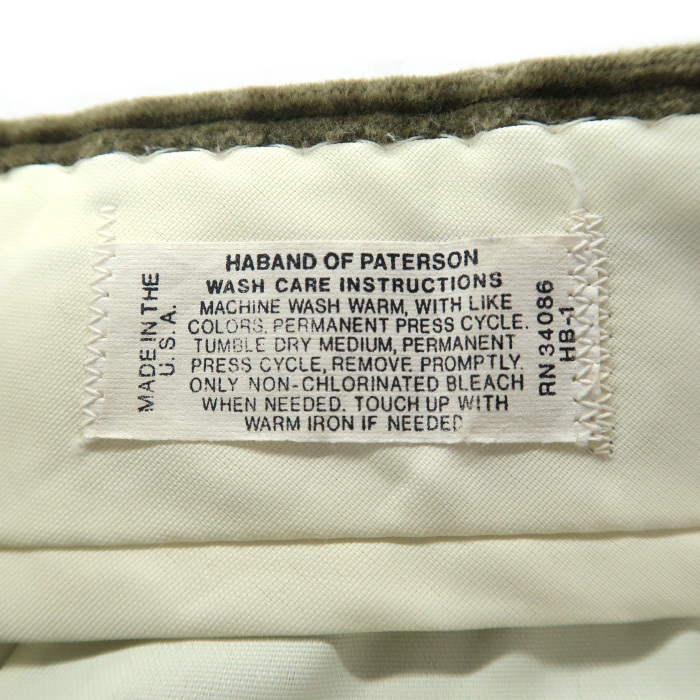 HABAND OF PATERSON
WASH CARE INSTRUCTIONS
MACHINE WASH WARM, WITH LIKE
COLORS, PERMANENT PRESS CYCLE.
TUMBLE DRY MEDIUM, PERMANENT
PRESS CYCLE, REMOVE PROMPTLY.
ONLY NON-CHLORINATED BLEACH
WHEN NEEDED. TOUCH UP WITH
WARM IRON IF NEEDED
MADE IN THE
U.S.A.
RN 34086
HB-1